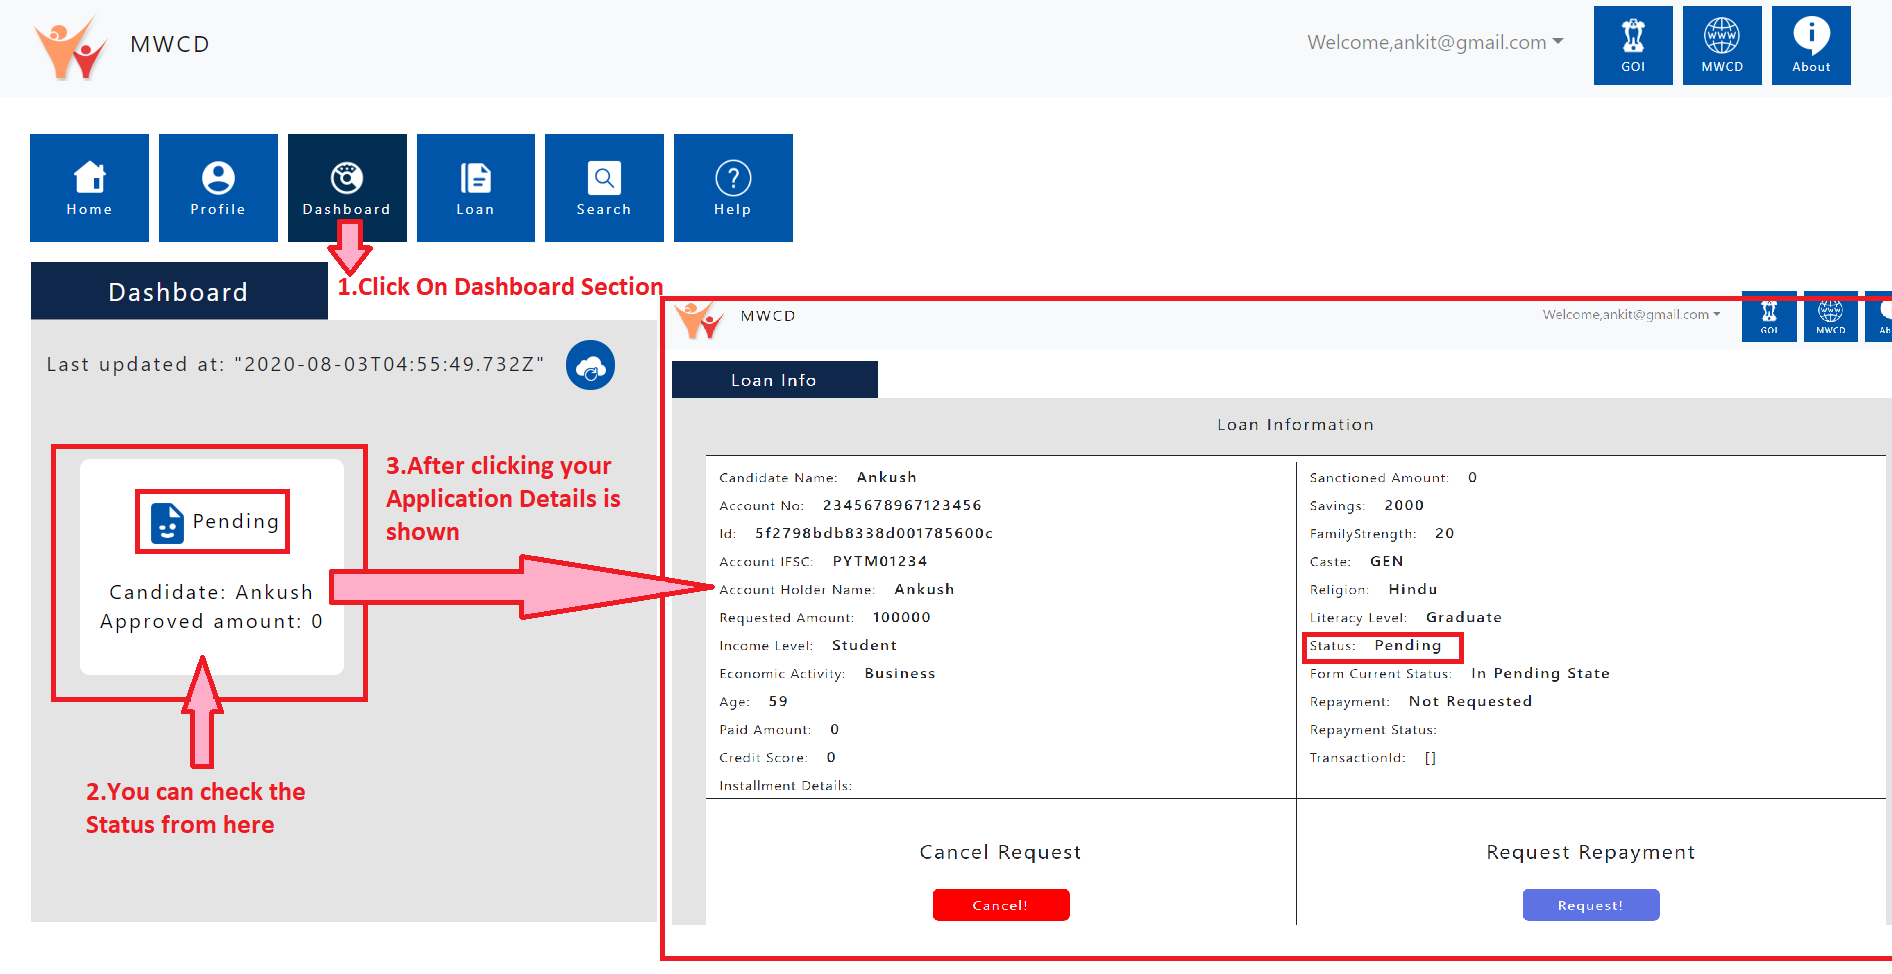 MWCD
Welcome,ankit@gmail.com
GOI
MWCD
About
Home
Profile
Dashboard
Loan
Search
Help
1.Click On Dashboard Section
Dashboard
Last updated at: "2020-08-03T04:55:49.732Z"
Pending
Candidate: Ankush
Approved amount: 0
2.You can check the
Status from here
3.After clicking your
Application Details is
shown
MWCD
Welcome,ankit@gmail.com
GOI
MWCD
Ab
Loan Info
Loan Information
Candidate Name: Ankush
Account No: 2345678967123456
Id: 5f2798bdb8338d001785600c
Account IFSC: PYTM01234
Account Holder Name: Ankush
Requested Amount: 100000
Income Level: Student
Economic Activity: Business
Age: 59
Paid Amount: 0
Credit Score: 0
Installment Details:
Sanctioned Amount: 0
Savings: 2000
FamilyStrength: 20
Caste: GEN
Religion: Hindu
Literacy Level: Graduate
Status: Pending
Form Current Status: In Pending State
Repayment: Not Requested
Repayment Status:
TransactionId: []
Cancel Request
Cancel!
Request Repayment
Request!